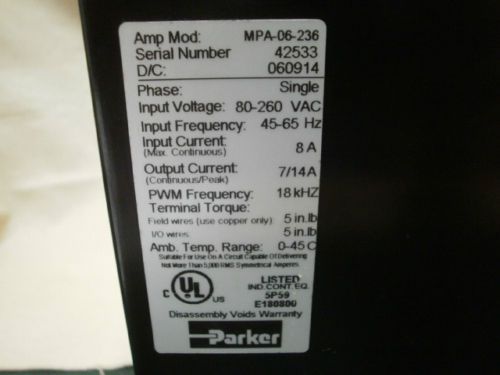 Amp Mod: MPA-06-236
Serial Number 42533
D/C: 060914
Phase: Single
Input Voltage: 80-260 VAC
Input Frequency: 45-65 Hz
Input Current: 8 A
(Max. Continuous)
Output Current: 7/14A
(Continuous/Peak)
PWM Frequency: 18 kHZ
Terminal Torque:
Field wires (use copper only): 5 in.lb
I/O wires 5 in.lb
Amb. Temp. Range: 0-45 C
Suitable For Use On A Circuit Capable Of Delivering
Not More Than 5,000 RMS Symmetrical Amperes.
C UL US
LISTED
IND.CONT.EQ.
5P59
E180800
Disassembly Voids Warranty
Parker